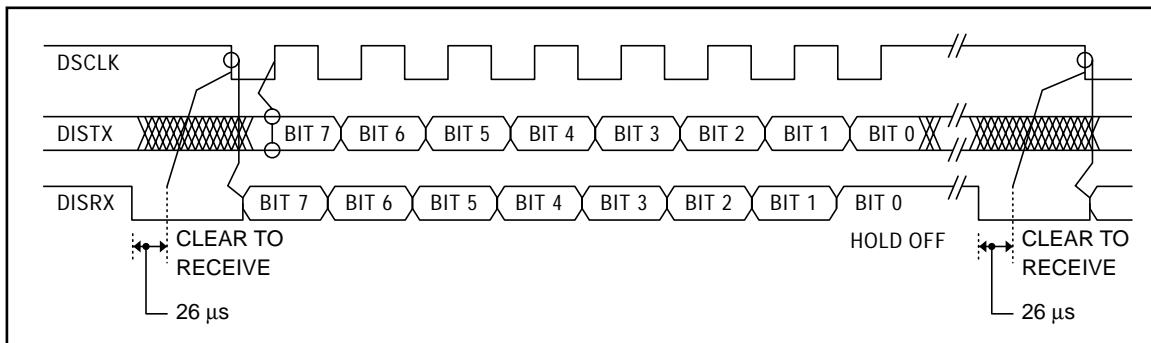 DSCLK
DISTX BIT 7 BIT 6 BIT 5 BIT 4 BIT 3 BIT 2 BIT 1 BIT 0
DISRX BIT 7 BIT 6 BIT 5 BIT 4 BIT 3 BIT 2 BIT 1 BIT 0
HOLD OFF
CLEAR TO
RECEIVE
26 µs
CLEAR TO
RECEIVE
26 µs